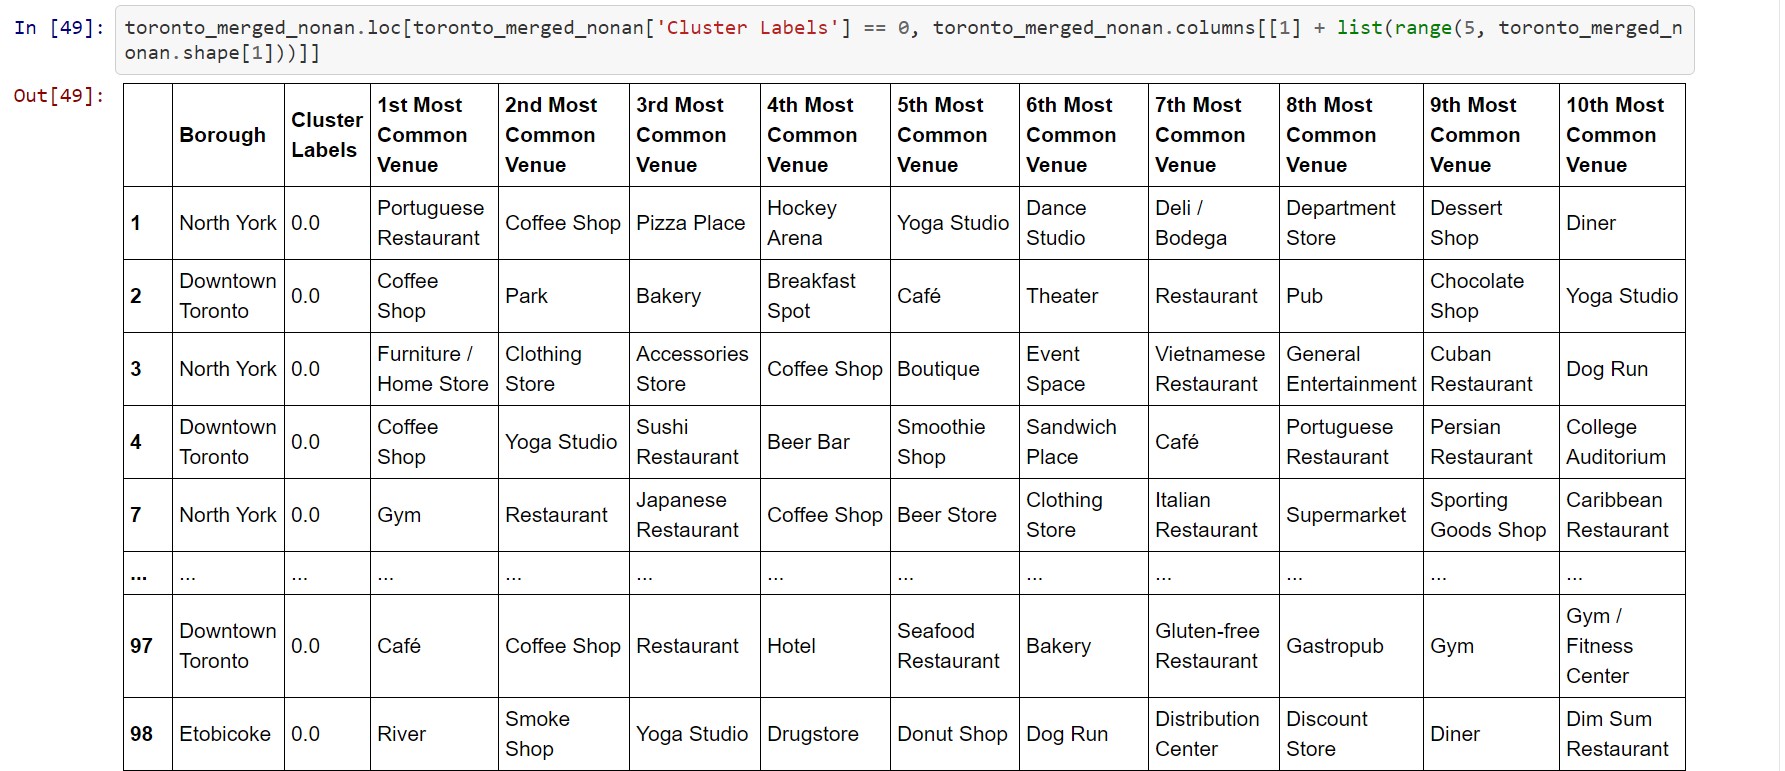 In [49]: toronto_merged_nonan.loc[toronto_merged_nonan['Cluster Labels'] == 0, toronto_merged_nonan.columns[[1] + list(range(5, toronto_merged_n
onan.shape[1]))]]
Out[49]:
Borough Cluster Labels 1st Most Common Venue 2nd Most Common Venue 3rd Most Common Venue 4th Most Common Venue 5th Most Common Venue 6th Most Common Venue 7th Most Common Venue 8th Most Common Venue 9th Most Common Venue 10th Most Common Venue
1 North York 0.0 Portuguese Restaurant Coffee Shop Pizza Place Hockey Arena Yoga Studio Dance Studio Deli / Bodega Department Store Dessert Shop Diner
2 Downtown Toronto 0.0 Coffee Shop Park Bakery Breakfast Spot Café Theater Restaurant Pub Chocolate Shop Yoga Studio
3 North York 0.0 Furniture / Home Store Clothing Store Accessories Store Coffee Shop Boutique Event Space Vietnamese Restaurant General Entertainment Cuban Restaurant Dog Run
4 Downtown Toronto 0.0 Coffee Shop Yoga Studio Sushi Restaurant Beer Bar Smoothie Shop Sandwich Place Café Portuguese Restaurant Persian Restaurant College Auditorium
7 North York 0.0 Gym Restaurant Japanese Restaurant Coffee Shop Beer Store Clothing Store Italian Restaurant Supermarket Sporting Goods Shop Caribbean Restaurant
... ... ... ... ... ... ... ... ... ... ... ... ...
97 Downtown Toronto 0.0 Café Coffee Shop Restaurant Hotel Seafood Restaurant Bakery Gluten-free Restaurant Gastropub Gym Gym / Fitness Center
98 Etobicoke 0.0 River Smoke Shop Yoga Studio Drugstore Donut Shop Dog Run Distribution Center Discount Store Diner Dim Sum Restaurant